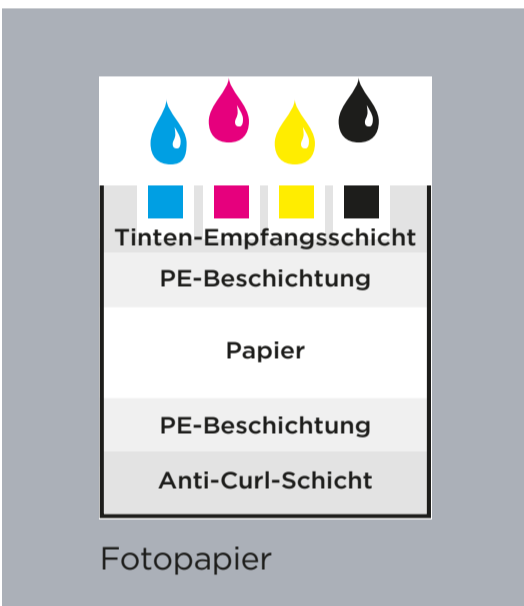 Tinten-Empfangsschicht
PE-Beschichtung
Papier
PE-Beschichtung
Anti-Curl-Schicht
Fotopapier